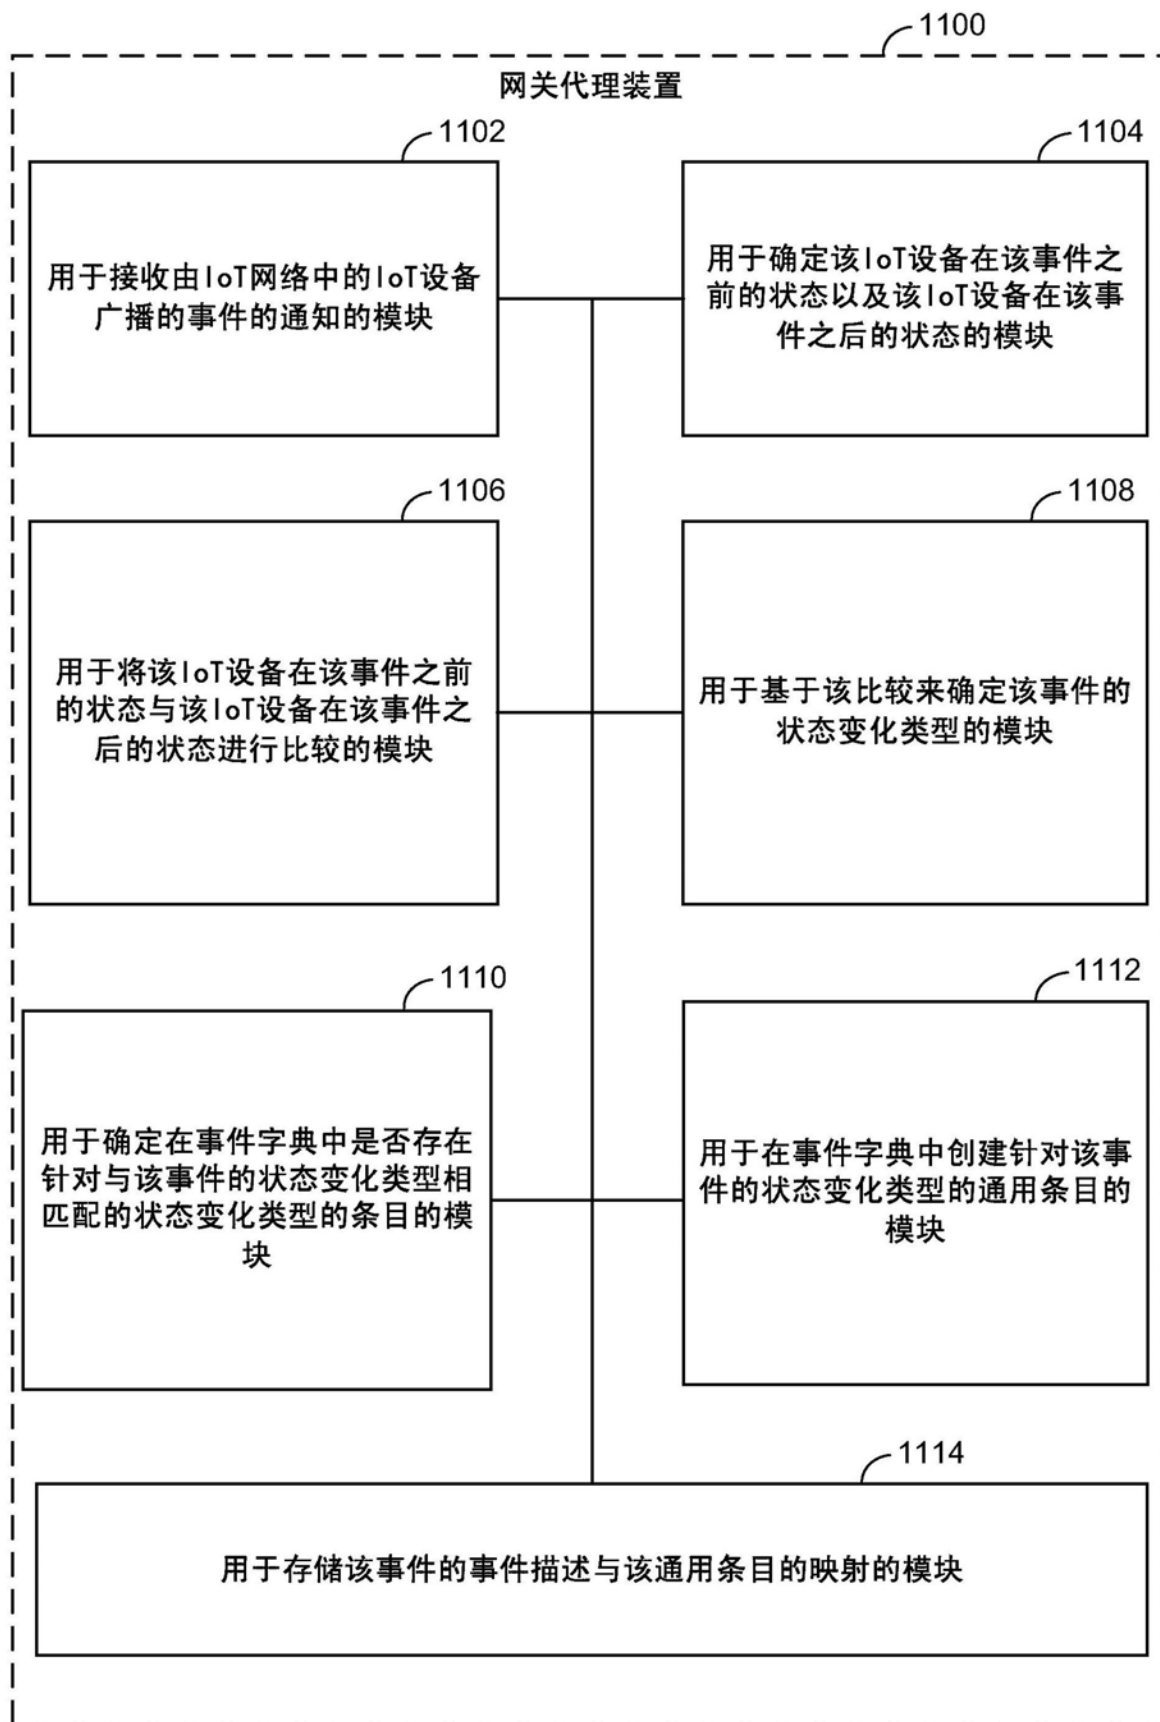 1100
网关代理装置
1102
用于接收由IoT网络中的IoT设备
广播的事件的通知的模块
1104
用于确定该IoT设备在该事件之
前的状态以及该IoT设备在该事
件之后的状态的模块
1106
用于将该IoT设备在该事件之前
的状态与该IoT设备在该事件之
后的状态进行比较的模块
1108
用于基于该比较来确定该事件的
状态变化类型的模块
1110
用于确定在事件字典中是否存在
针对与该事件的状态变化类型相
匹配的状态变化类型的条目的模
块
1112
用于在事件字典中创建针对该事
件的状态变化类型的通用条目的
模块
1114
用于存储该事件的事件描述与该通用条目的映射的模块